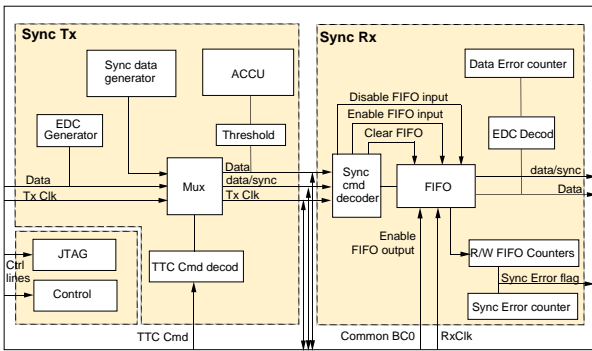 Sync Tx
Sync data
generator
ACCU
EDC
Generator
Threshold
Data
Tx Clk
Mux
Data
data/sync
Tx Clk
JTAG
Ctrl
lines
Control
TTC Cmd decod
TTC Cmd
Sync Rx
Data Error counter
Disable FIFO input
Enable FIFO input
Clear FIFO
EDC Decod
Sync
cmd
decoder
FIFO
data/sync
Data
Enable
FIFO output
R/W FIFO Counters
Sync Error flag
Sync Error counter
Common BC0
RxClk